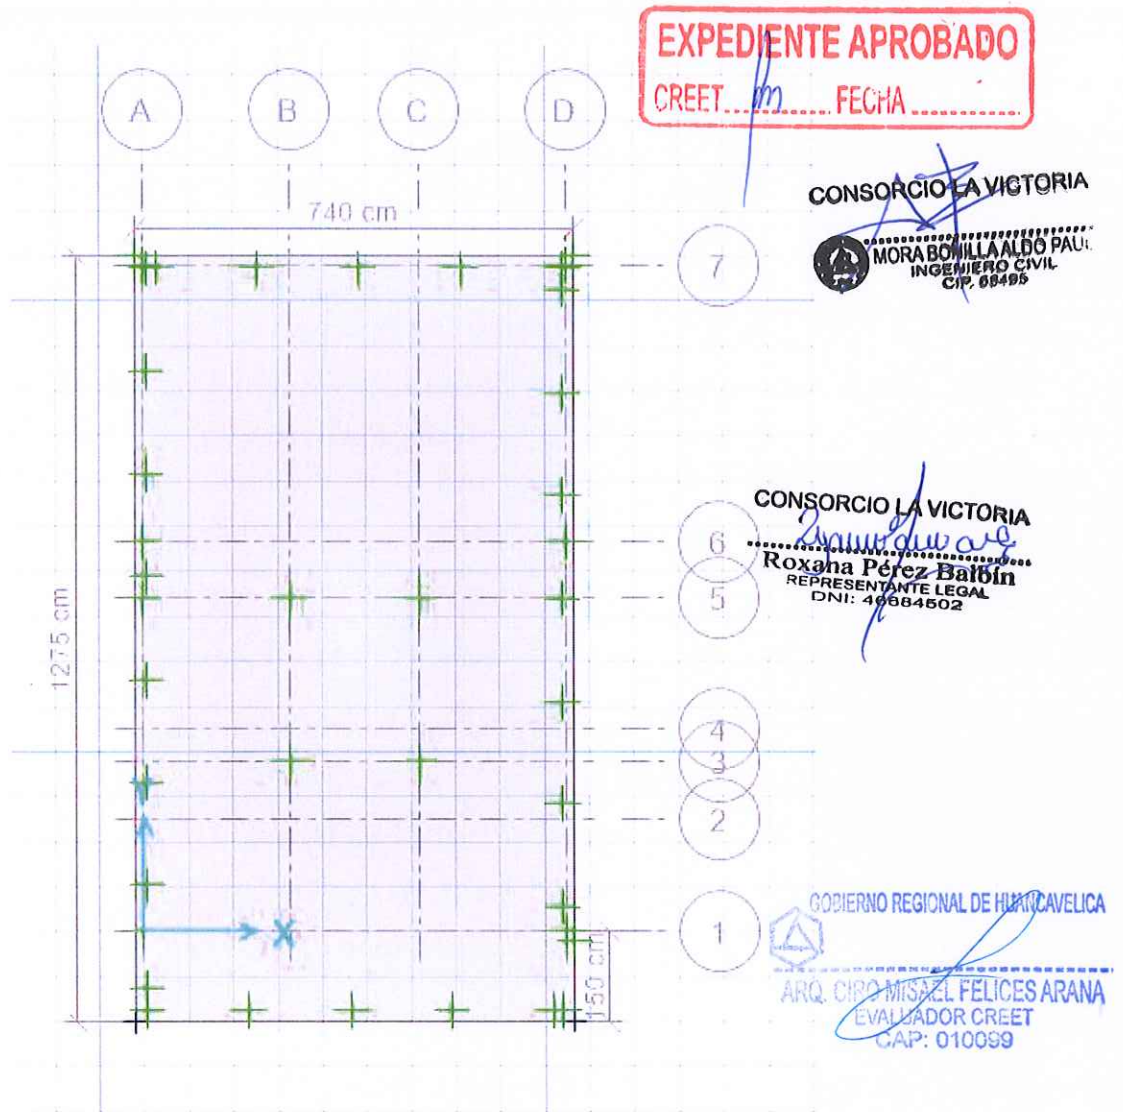 EXPEDIENTE APROBADO
CREET FECHA
A B C D
740 cm
CONSORCIO LA VICTORIA
MORA BONILLA ALDO PAUL
INGENIERO CIVIL
7
CONSORCIO LA VICTORIA
Roxana Pérez Balbín
REPRESENTANTE LEGAL
DNI: 46684502
6
5
1275 cm
4
3
2
1
X
150 cm
GOBIERNO REGIONAL DE HUANCAVELICA
ARQ. CIRO MISAEL FELICES ARANA
EVALUADOR CREET
CAP: 010099